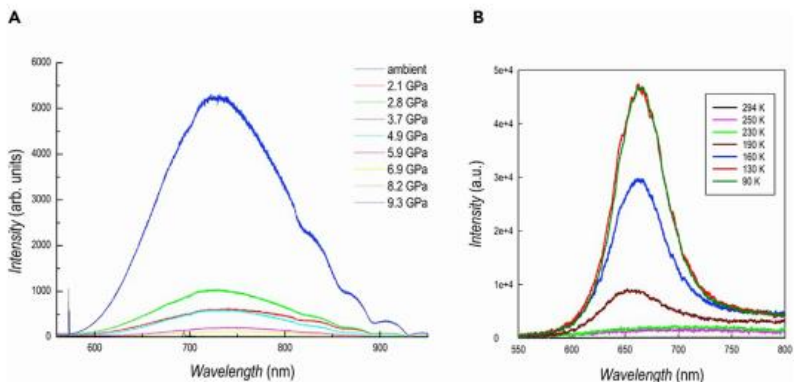 A
6000
5000
4000
3000
2000
1000
0
600
700
800
900
Intensity (arb. units)
Wavelength (nm)
ambient
2.1 GPa
2.8 GPa
3.7 GPa
4.9 GPa
5.9 GPa
6.9 GPa
8.2 GPa
9.3 GPa
B
5e+4
4e+4
3e+4
2e+4
1e+4
0
550
600
650
700
750
800
Intensity (a.u.)
Wavelength (nm)
294 K
250 K
230 K
190 K
160 K
130 K
90 K